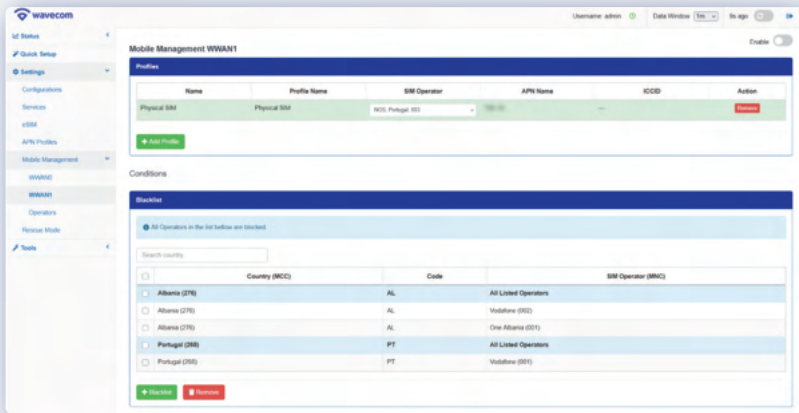 wavecom
Username: admin
Data Window 1m
9s ago
Status
Quick Setup
Settings
Configurations
Services
eSIM
APN Profiles
Mobile Management
WWAN0
WWAN1
Operators
Rescue Mode
Tools
Mobile Management WWAN1
Enable
Profiles
Name Profile Name SIM Operator APN Name ICCID Action
Physical SIM Physical SIM NOS, Portugal, 003 --- Remove
+ Add Profile
Conditions
Blacklist
All Operators in the list bellow are blocked.
Search country..
Country (MCC) Code SIM Operator (MNC)
Albania (276) AL All Listed Operators
Albania (276) AL Vodafone (002)
Albania (276) AL One Albania (001)
Portugal (268) PT All Listed Operators
Portugal (268) PT Vodafone (001)
+ Blacklist Remove